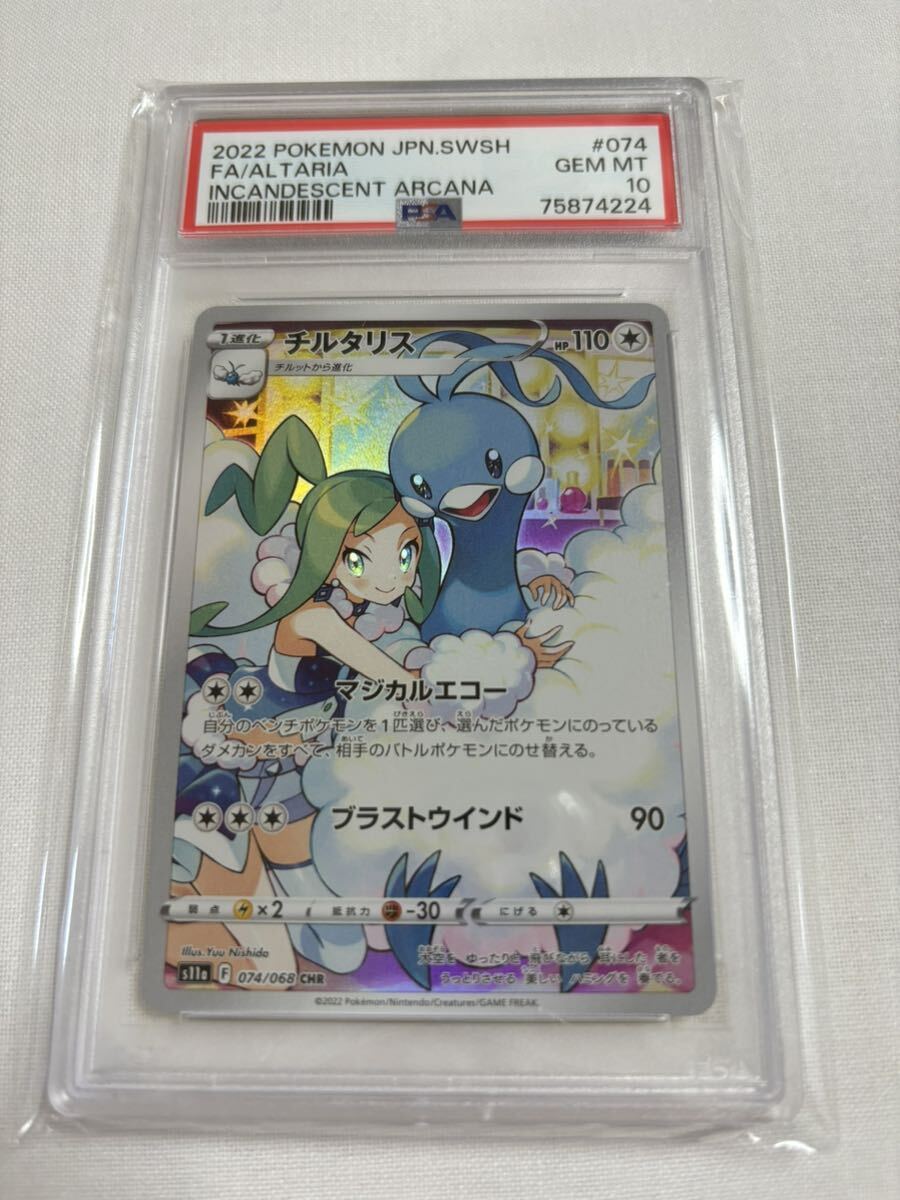 2022 POKEMON JPN.SWSH #074
FA/ALTARIA GEM MT
INCANDESCENT ARCANA 10
PSA 75874224
1進化 チルタリス HP 110
チルットから進化
マジカルエコー
自分のベンチポケモンを1匹選び、選んだポケモンにのっている
ダメカンをすべて、相手のバトルポケモンにのせ替える。
ブラストウインド 90
弱点 ×2 抵抗力 -30 にげる
Illus.Yuu Nishida
s11a F 074/068 CHR
大空を ゆったりと 飛びながら 耳にした 者を
うっとりさせる 美しい ハミングを 奏でる。
©2022 Pokémon/Nintendo/Creatures/GAME FREAK.